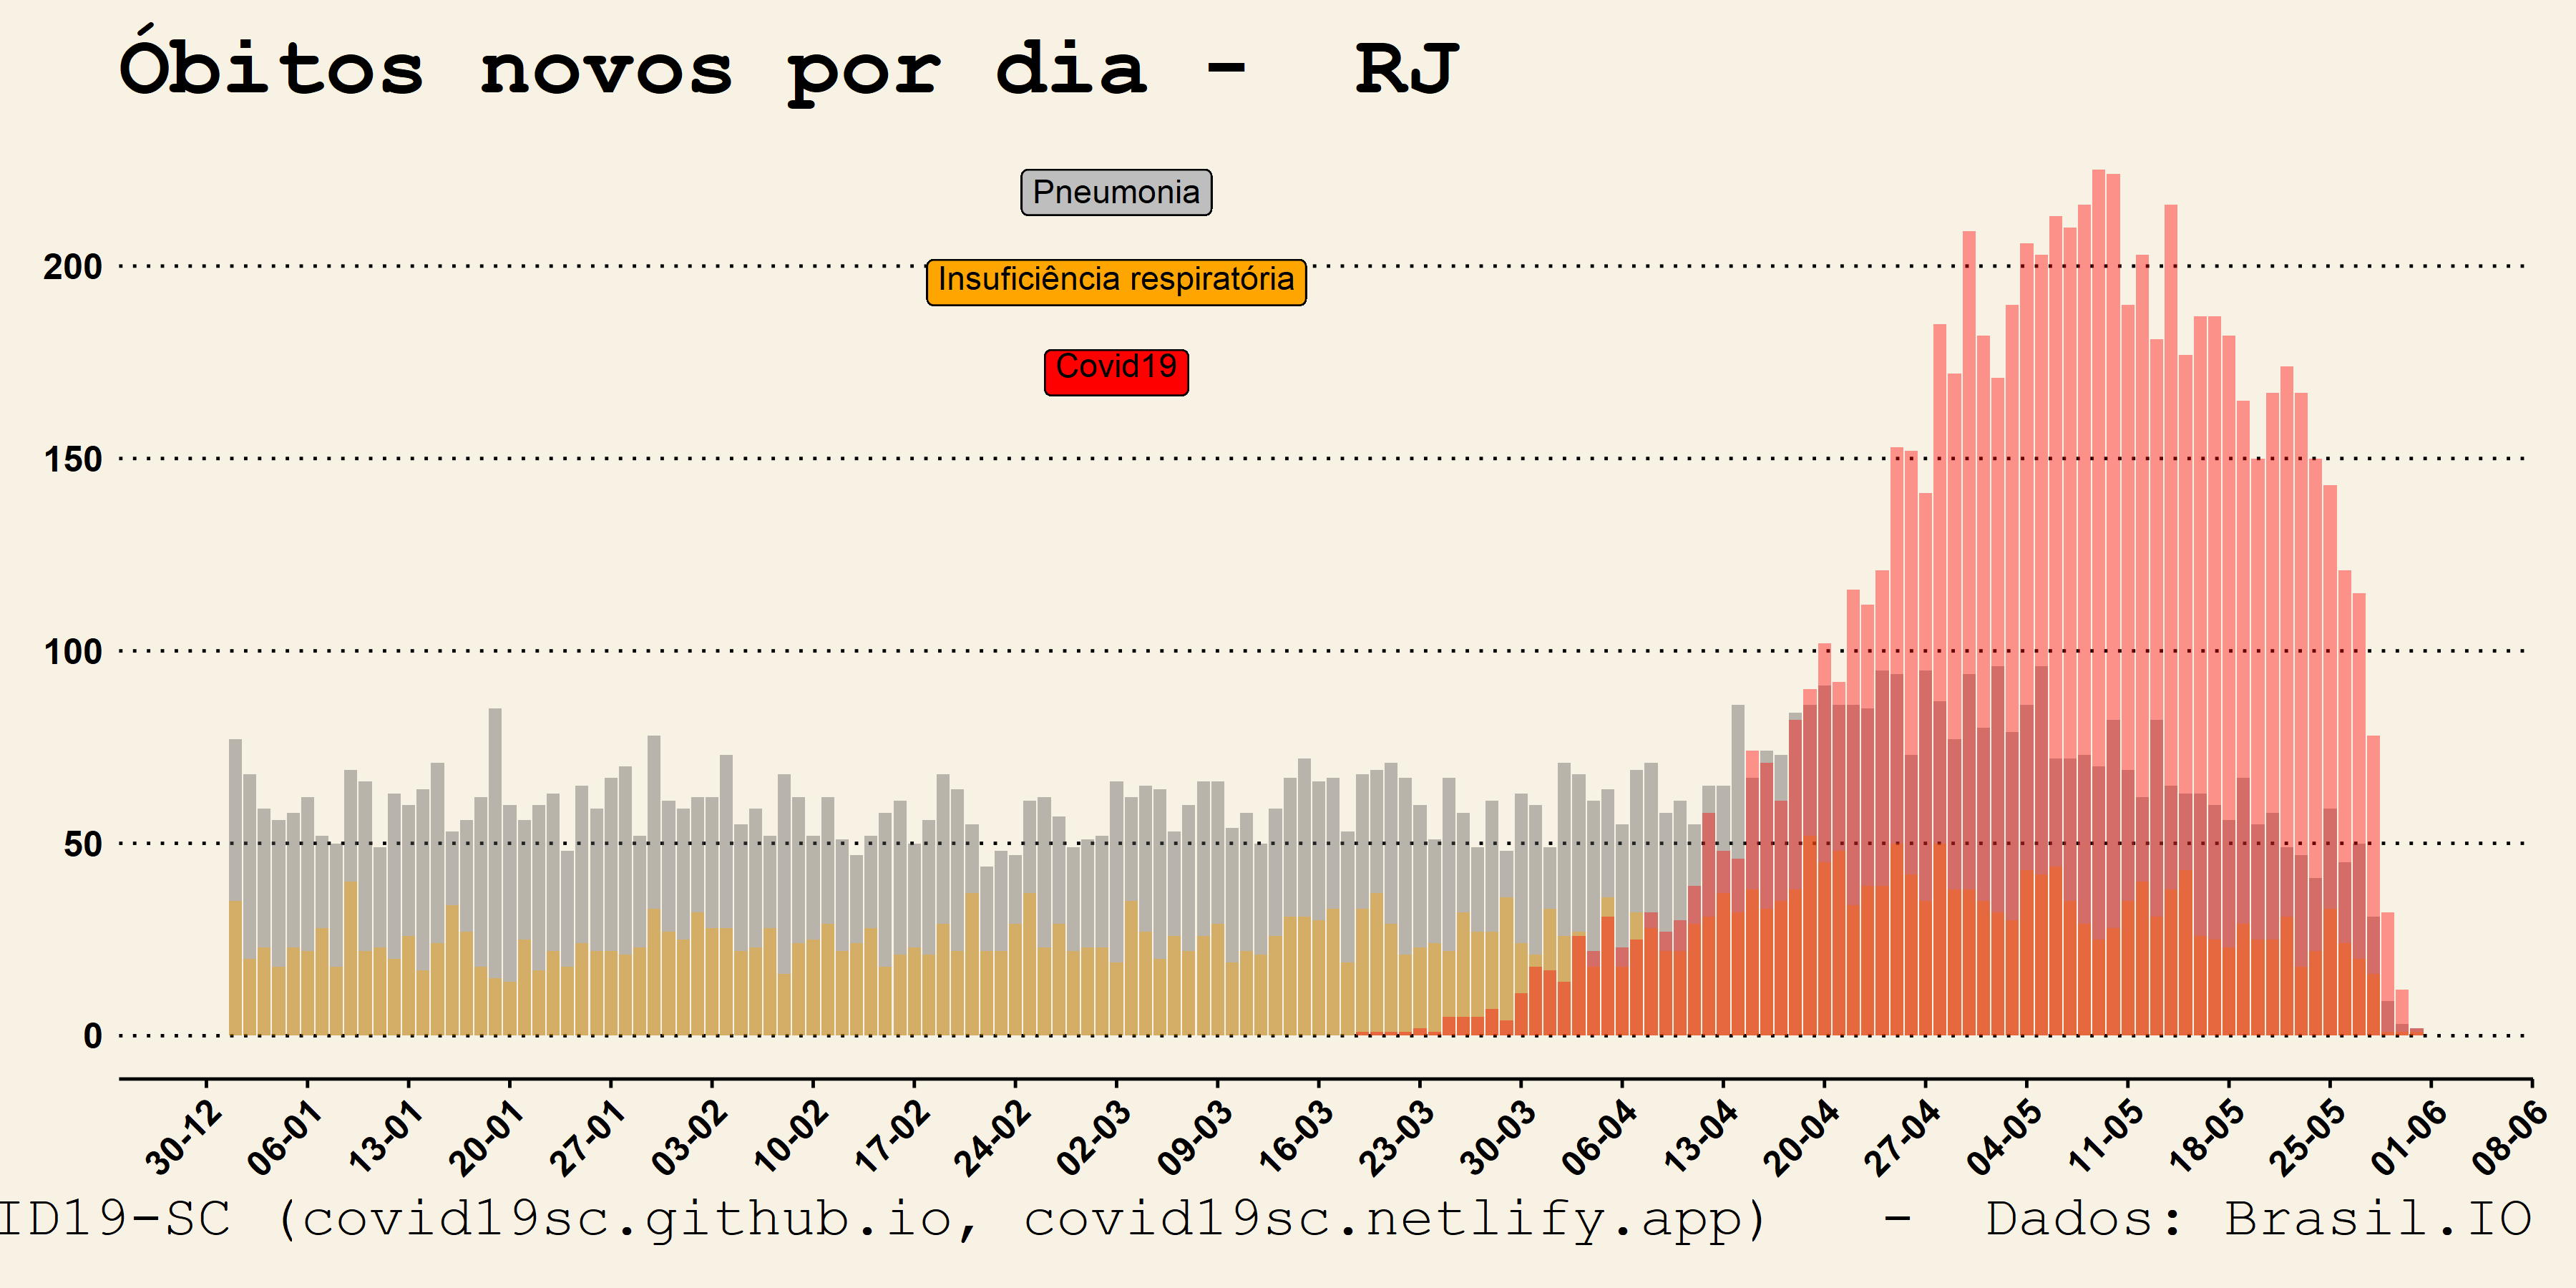 Óbitos novos por dia - RJ
Pneumonia
Insuficiência respiratória
Covid19
200
150
100
50
0
30-12 06-01 13-01 20-01 27-01 03-02 10-02 17-02 24-02 02-03 09-03 16-03 23-03 30-03 06-04 13-04 20-04 27-04 04-05 11-05 18-05 25-05 01-06 08-06
ID19-SC (covid19sc.github.io, covid19sc.netlify.app) - Dados: Brasil.IO